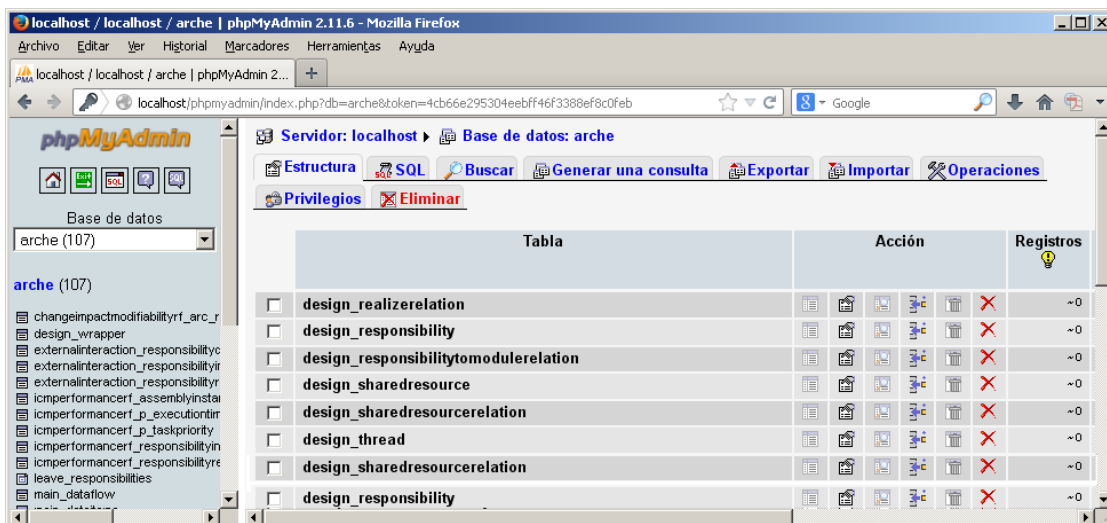 localhost / localhost / arche | phpMyAdmin 2.11.6 - Mozilla Firefox
Archivo Editar Ver Historial Marcadores Herramientas Ayuda
localhost / localhost / arche | phpMyAdmin 2... +
localhost/phpmyadmin/index.php?db=arche&token=4cb66e295304eebff46f3388ef8c0feb Google
phpMyAdmin
Base de datos
arche (107)
arche (107)
changeimpactmodifiabilityrf_arc_r
design_wrapper
externalinteraction_responsibilityc
externalinteraction_responsibilityir
externalinteraction_responsibilityr
icmperformancerf_assemblyinstar
icmperformancerf_p_executiontim
icmperformancerf_p_taskpriority
icmperformancerf_responsibilityin
icmperformancerf_responsibilityre
leave_responsibilities
main_dataflow
Servidor: localhost Base de datos: arche
Estructura SQL Buscar Generar una consulta Exportar Importar Operaciones
Privilegios Eliminar
Tabla Acción Registros
design_realizerelation ~0
design_responsibility ~0
design_responsibilitytomodulerelation ~0
design_sharedresource ~0
design_sharedresourcerelation ~0
design_thread ~0
design_sharedresourcerelation ~0
design_responsibility ~0